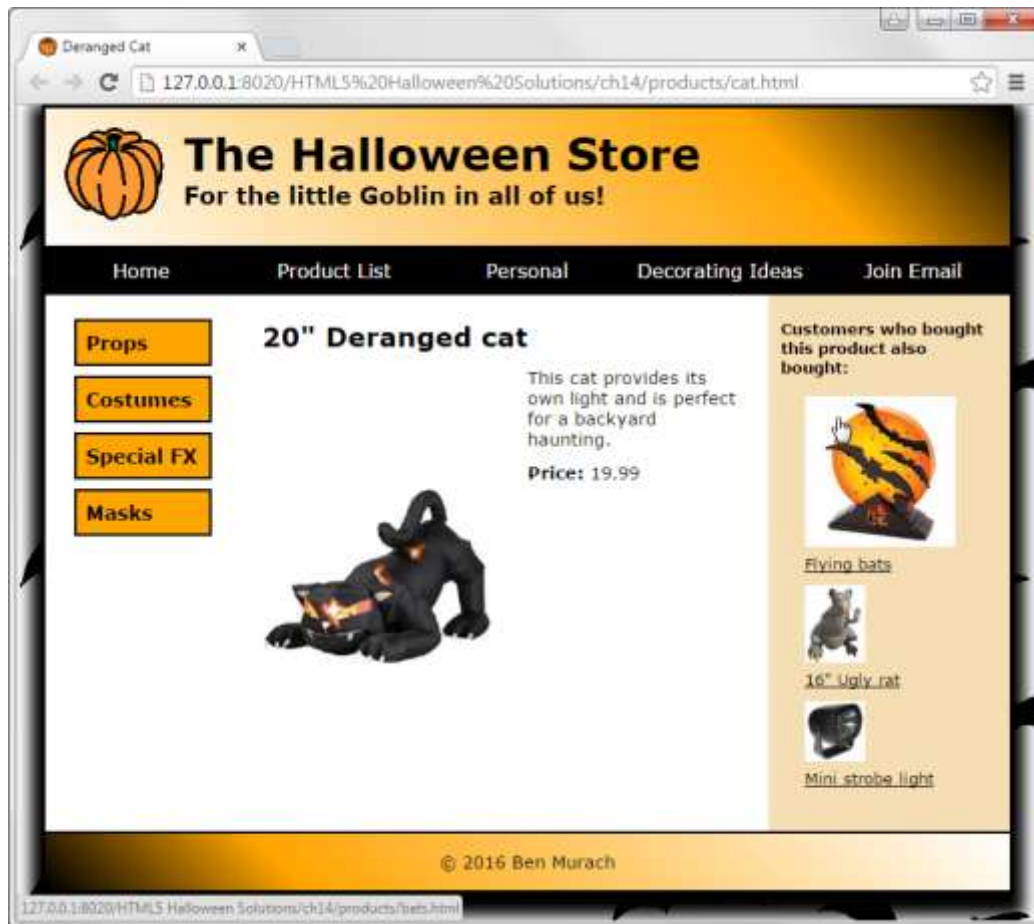 Deranged Cat
127.0.0.1:8020/HTML5%20Halloween%20Solutions/ch14/products/cat.html
The Halloween Store
For the little Goblin in all of us!
Home Product List Personal Decorating Ideas Join Email
Props
Costumes
Special FX
Masks
20" Deranged cat
This cat provides its
own light and is perfect
for a backyard
haunting.
Price: 19.99
Customers who bought
this product also
bought:
Flying bats
16" Ugly rat
Mini strobe light
© 2016 Ben Murach
127.0.0.1:8020/HTML5 Halloween Solutions/ch14/products/bats.html